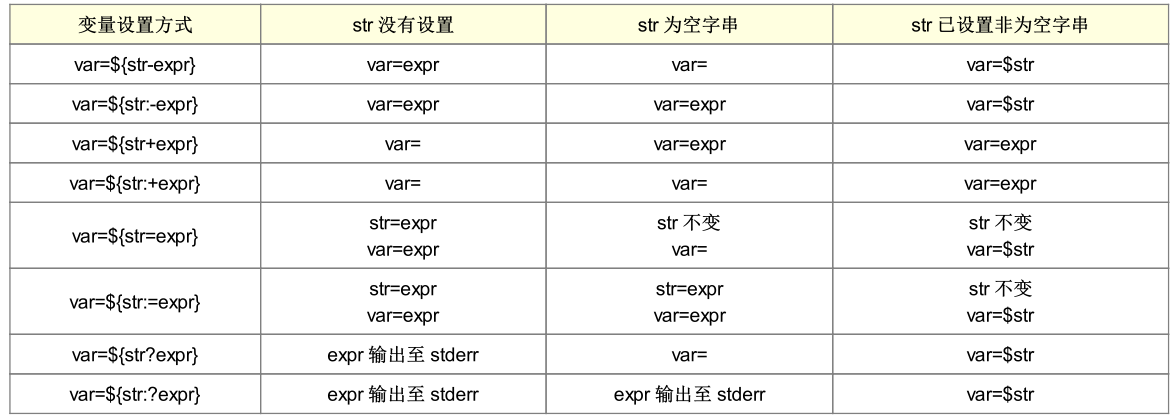 变量设置方式 str 没有设置 str 为空字串 str 已设置非为空字串
var=${str-expr} var=expr var= var=$str
var=${str:-expr} var=expr var=expr var=$str
var=${str+expr} var= var=expr var=expr
var=${str:+expr} var= var= var=expr
var=${str=expr} str=expr str 不变 str 不变
var=expr var= var=$str
var=${str:=expr} str=expr str=expr str 不变
var=expr var=expr var=$str
var=${str?expr} expr 输出至 stderr var= var=$str
var=${str:?expr} expr 输出至 stderr expr 输出至 stderr var=$str